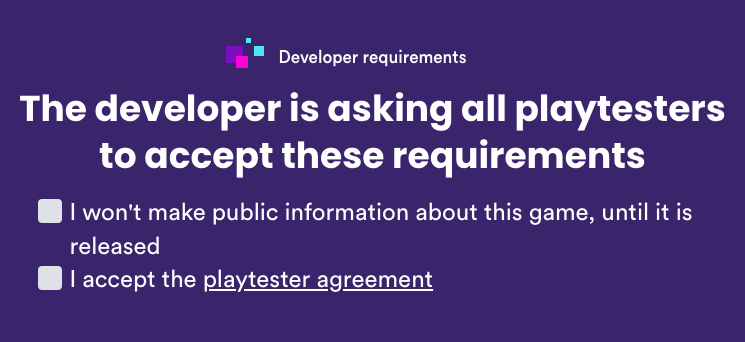 Developer requirements
The developer is asking all playtesters
to accept these requirements
I won't make public information about this game, until it is
released
I accept the playtester agreement